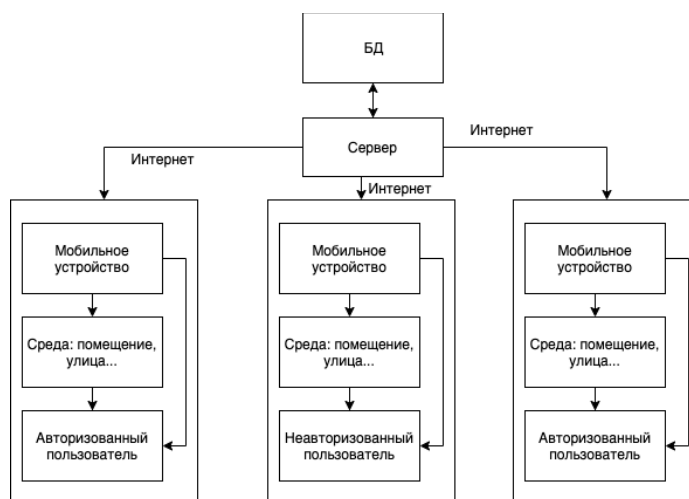 БД
Сервер
Интернет
Интернет
Интернет
Мобильное
устройство
Среда: помещение,
улица...
Авторизованный
пользователь
Мобильное
устройство
Среда: помещение,
улица...
Неавторизованный
пользователь
Мобильное
устройство
Среда: помещение,
улица...
Авторизованный
пользователь